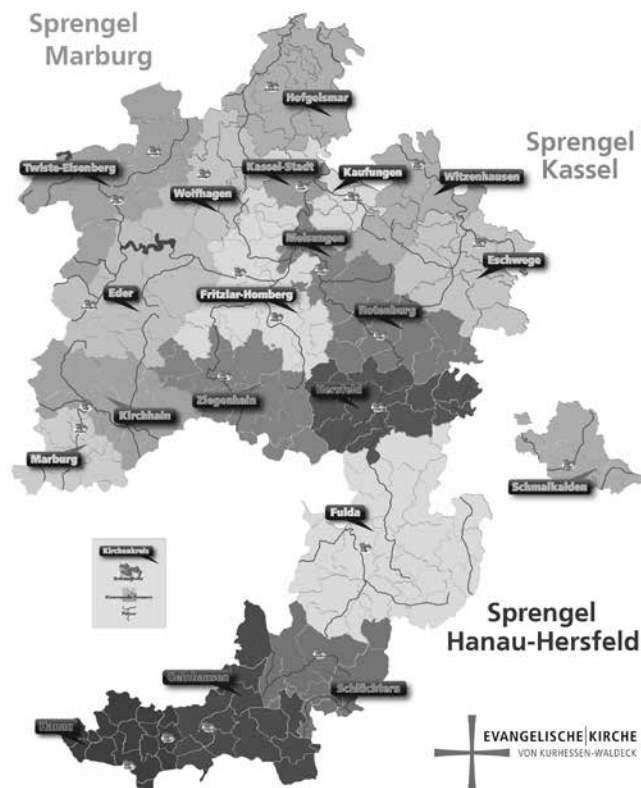 Sprengel
Marburg
Hofgeismar
Sprengel
Kassel
Twiste-Eisenberg
Kassel-Stadt
Kaufungen
Witzenhausen
Wolfhagen
Melsungen
Eschwege
Eder
Fritzlar-Homberg
Rotenburg
Hersfeld
Ziegenhain
Kirchhain
Marburg
Schmalkalden
Fulda
Kirchenkreis
Sprengel
Hanau-Hersfeld
Gelnhausen
Schlüchtern
Hanau
EVANGELISCHE|KIRCHE
VON KURHESSEN-WALDECK